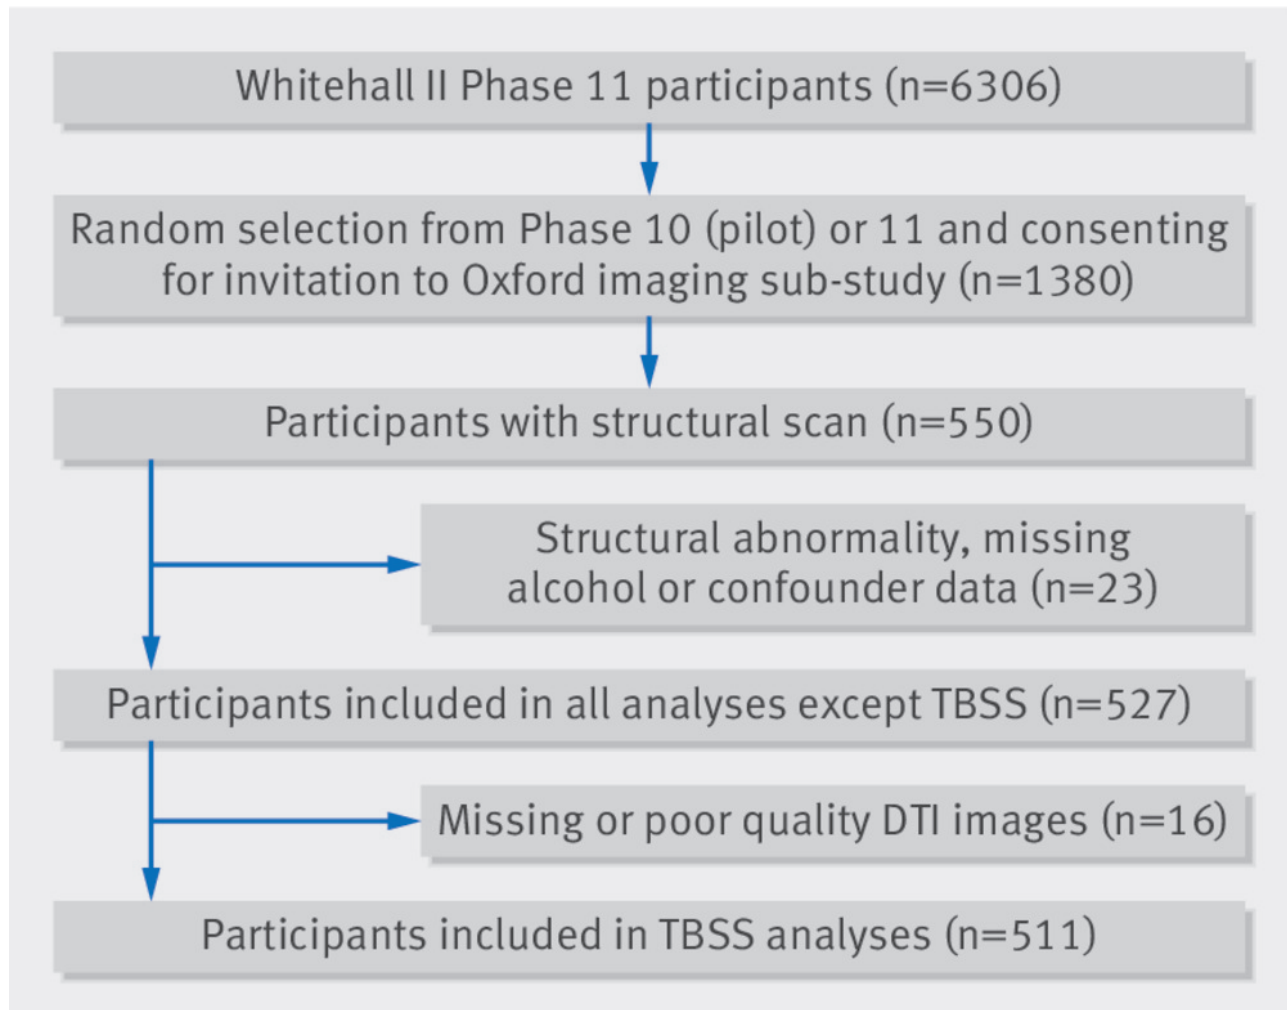 Whitehall II Phase 11 participants (n=6306)
Random selection from Phase 10 (pilot) or 11 and consenting
for invitation to Oxford imaging sub-study (n=1380)
Participants with structural scan (n=550)
Structural abnormality, missing
alcohol or confounder data (n=23)
Participants included in all analyses except TBSS (n=527)
Missing or poor quality DTI images (n=16)
Participants included in TBSS analyses (n=511)